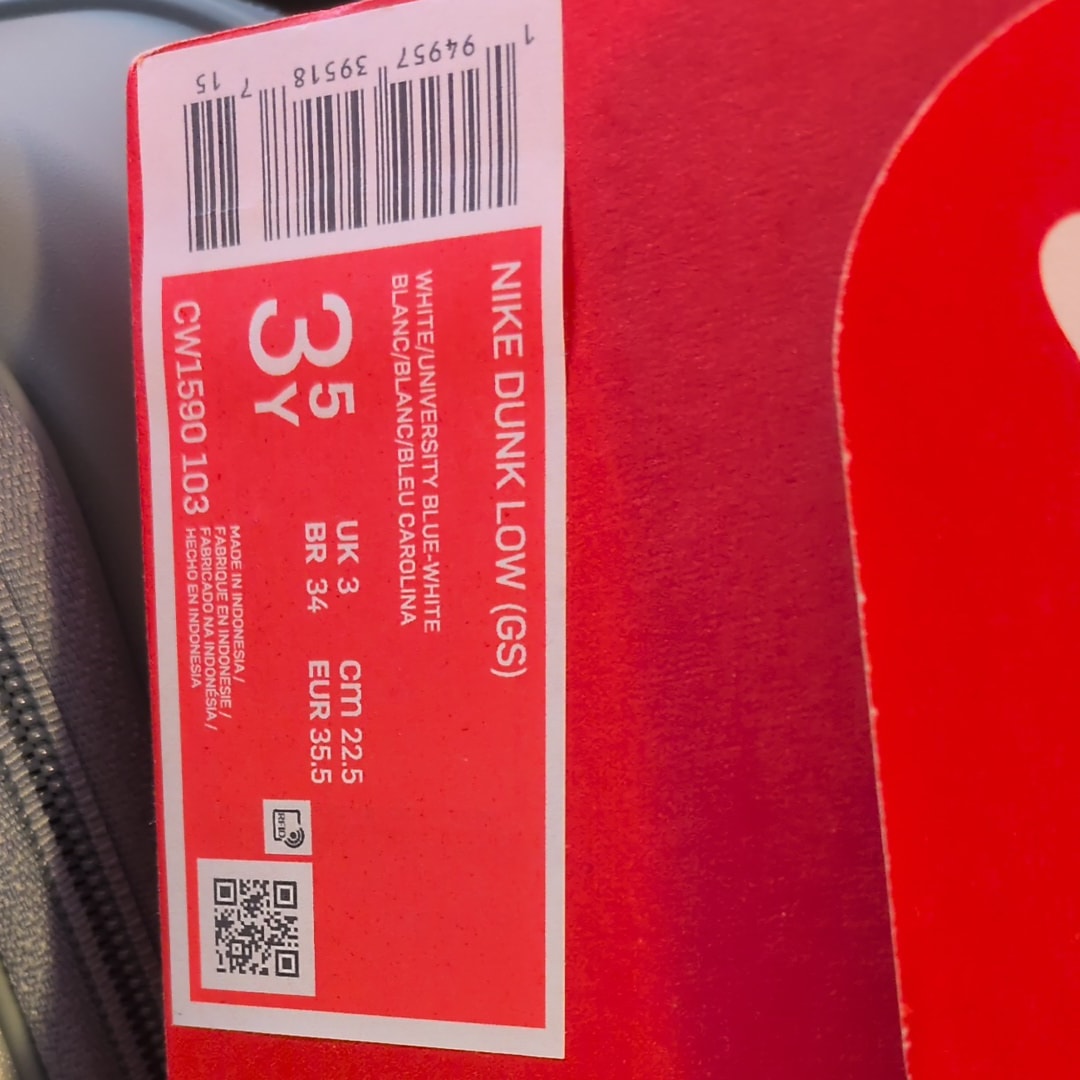 NIKE DUNK LOW (GS)
WHITE/UNIVERSITY BLUE-WHITE
BLANC/BLANC/BLEU CAROLINA
3 5 Y
UK 3 cm 22.5
BR 34 EUR 35.5
CW1590 103
MADE IN INDONESIA /
FABRIQUE EN INDONESIE /
FABRICADO NA INDONÉSIA /
HECHO EN INDONESIA
RFID
1 94957 39518 7 15